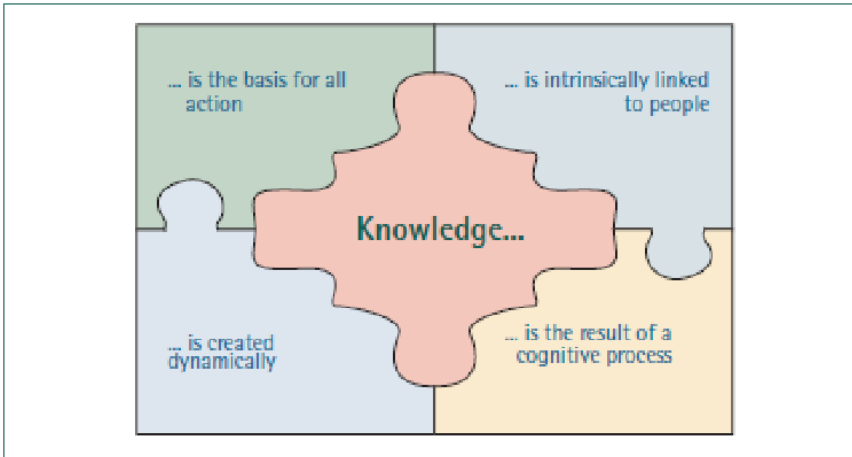 ... is the basis for all
action
... is intrinsically linked
to people
Knowledge...
... is created
dynamically
... is the result of a
cognitive process